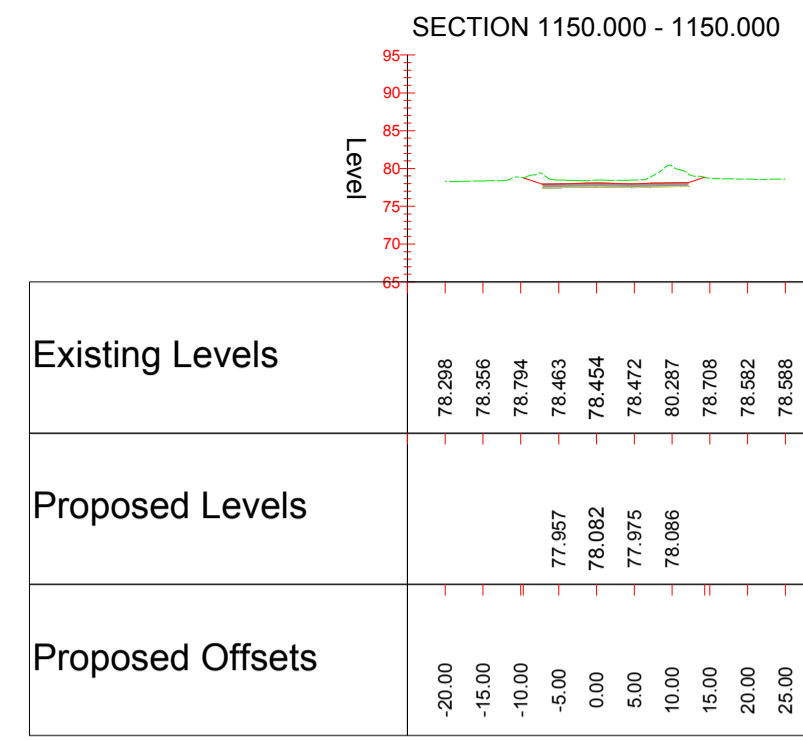 SECTION 1150.000 - 1150.000
95
90
85
80
75
70
65
Level
Existing Levels
78.298 78.356 78.794 78.463 78.454 78.472 80.287 78.708 78.582 78.588
Proposed Levels
77.957 78.082 77.975 78.086
Proposed Offsets
-20.00 -15.00 -10.00 -5.00 0.00 5.00 10.00 15.00 20.00 25.00